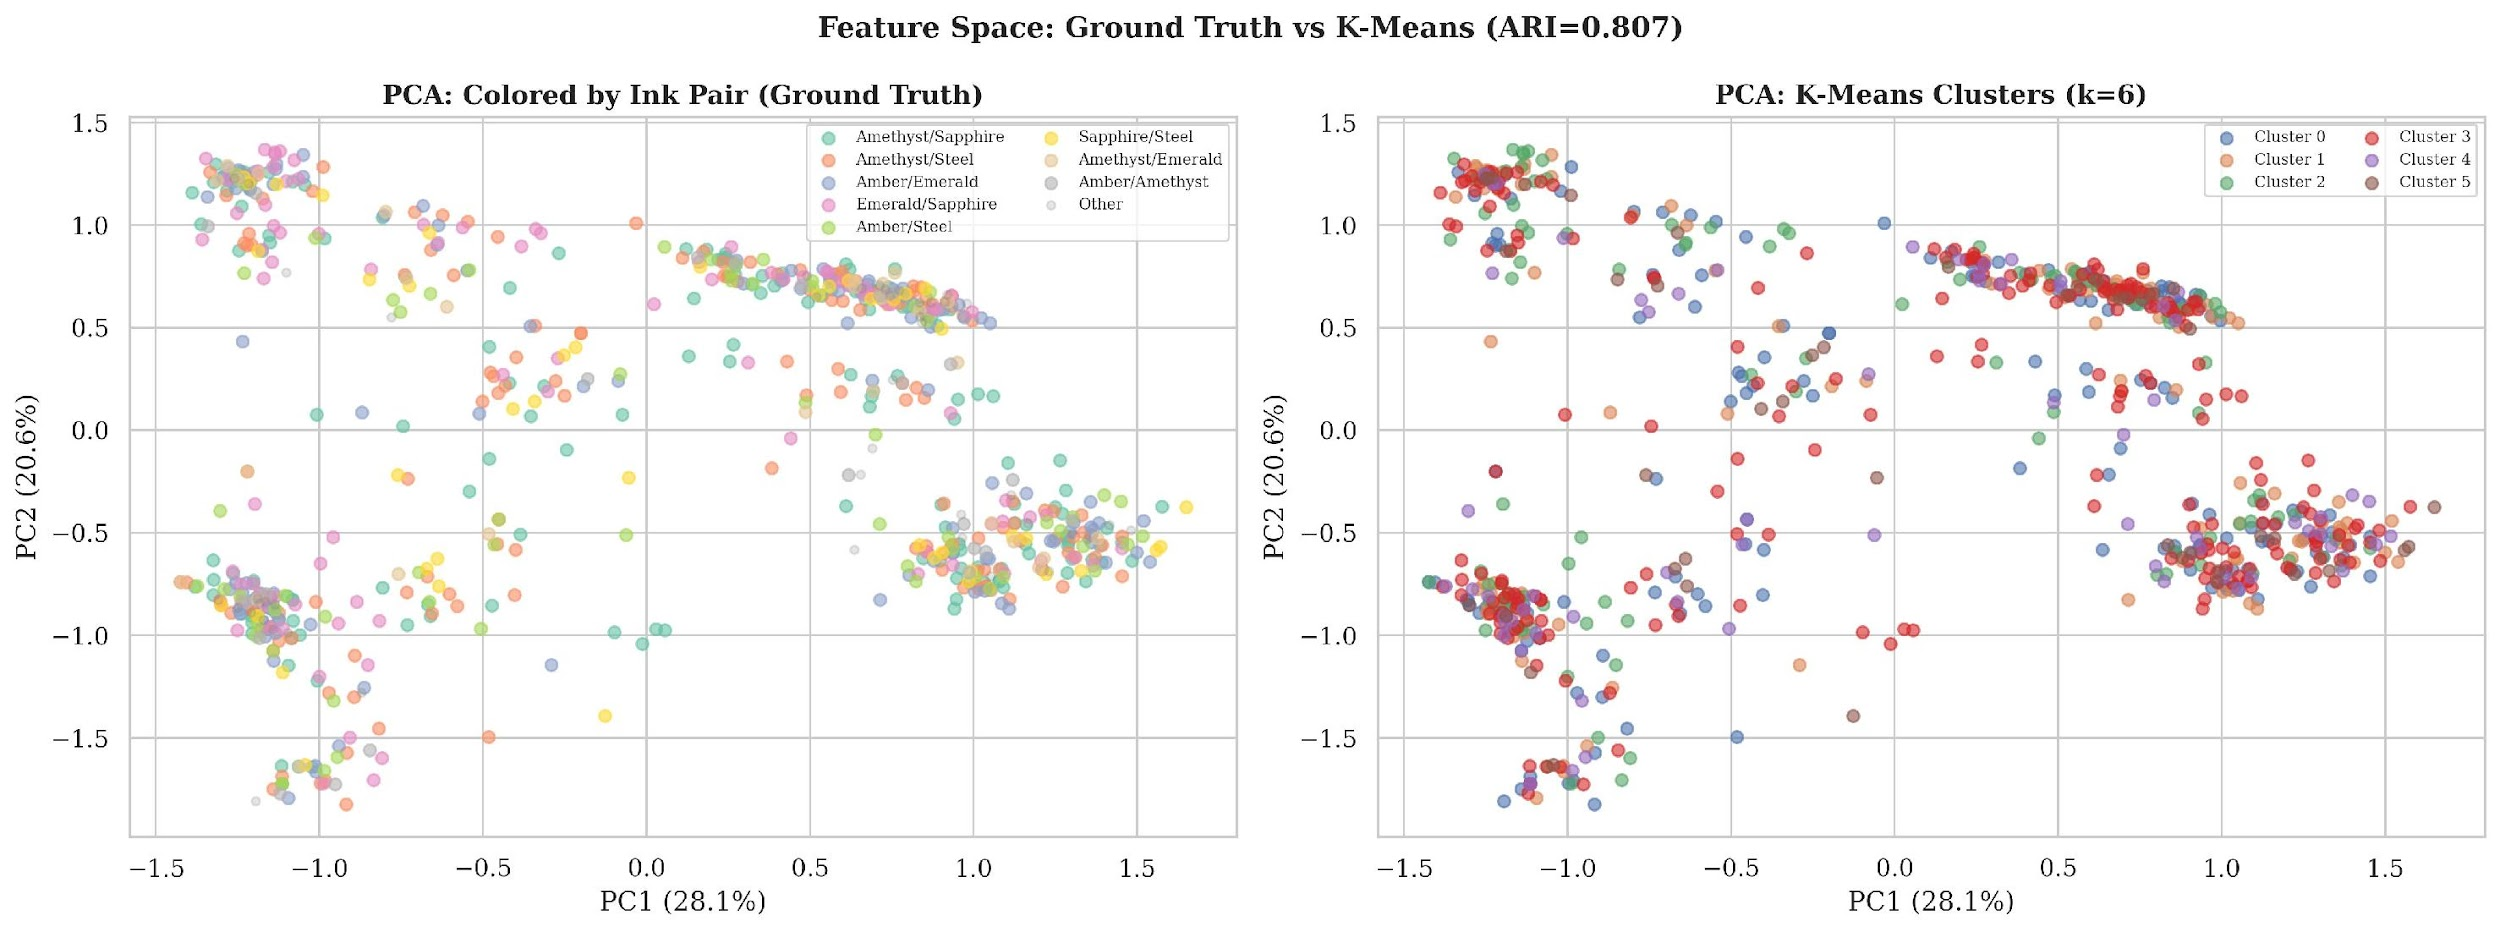 Feature Space: Ground Truth vs K-Means (ARI=0.807)
PCA: Colored by Ink Pair (Ground Truth)
Amethyst/Sapphire
Amethyst/Steel
Amber/Emerald
Emerald/Sapphire
Amber/Steel
Sapphire/Steel
Amethyst/Emerald
Amber/Amethyst
Other
1.5
1.0
0.5
0.0
−0.5
−1.0
−1.5
PC2 (20.6%)
−1.5 −1.0 −0.5 0.0 0.5 1.0 1.5
PC1 (28.1%)
PCA: K-Means Clusters (k=6)
Cluster 0
Cluster 1
Cluster 2
Cluster 3
Cluster 4
Cluster 5
1.5
1.0
0.5
0.0
−0.5
−1.0
−1.5
PC2 (20.6%)
−1.5 −1.0 −0.5 0.0 0.5 1.0 1.5
PC1 (28.1%)